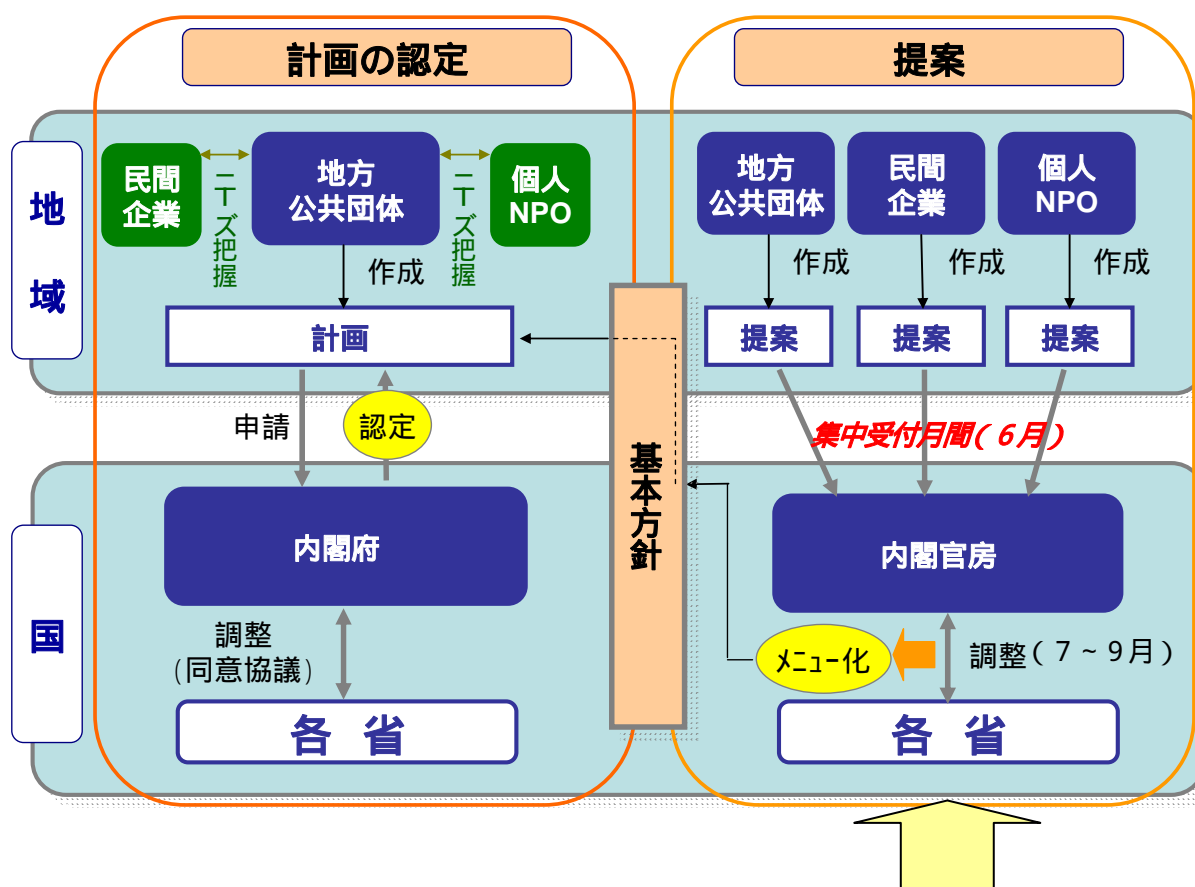 計画の認定
提案
地域
民間
企業
ニーズ把握
地方
公共団体
ニーズ把握
個人
NPO
作成
計画
申請
認定
地方
公共団体
民間
企業
個人
NPO
作成
作成
作成
提案
提案
提案
集中受付月間(6月)
基本方針
国
内閣府
調整
(同意協議)
各 省
内閣官房
メニュー化
調整(7~9月)
各 省